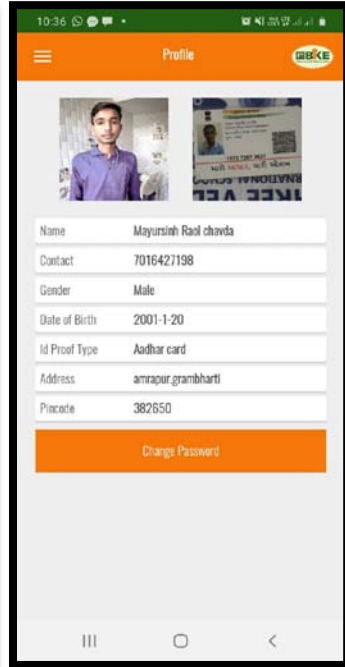 10:36
Profile
Name Mayursinh Raol chavda
Contact 7016427198
Gender Male
Date of Birth 2001-1-20
Id Proof Type Aadhar card
Address amrapur.grambharti
Pincode 382650
Change Password